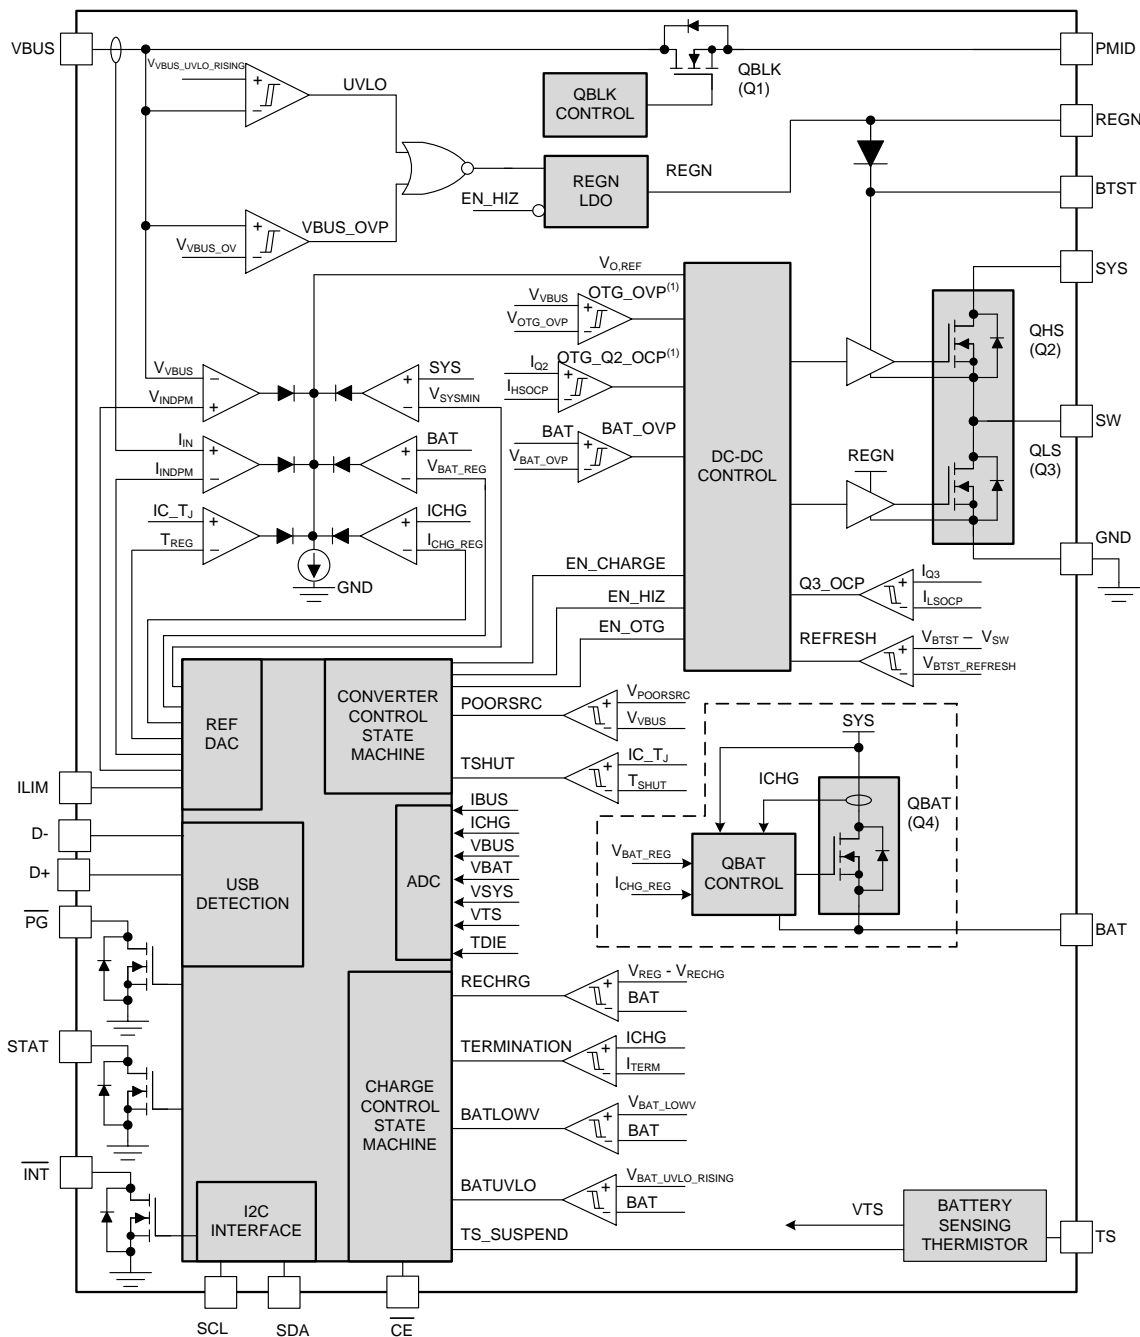 VBUS
PMID
V_VBUS_UVLO_RISING
+
−
UVLO
QBLK
CONTROL
QBLK
(Q1)
REGN
REGN
LDO
REGN
EN_HIZ
BTST
+
−
VBUS_OVP
V_VBUS_OV
SYS
V_O,REF
OTG_OVP(1)
V_VBUS
V_OTG_OVP
+
−
OTG_Q2_OCP(1)
I_Q2
I_HSOCP
+
−
BAT_OVP
BAT
V_BAT_OVP
+
−
DC-DC
CONTROL
QHS
(Q2)
SW
QLS
(Q3)
REGN
GND
V_VBUS
V_INDPM
−
+
+
−
SYS
V_SYSMIN
I_IN
I_INDPM
+
−
+
−
BAT
V_BAT_REG
IC_T_J
T_REG
+
−
+
−
ICHG
I_CHG_REG
GND
EN_CHARGE
EN_HIZ
EN_OTG
Q3_OCP
+
−
I_Q3
I_LSOCP
REFRESH
+
−
V_BTST − V_SW
V_BTST_REFRESH
REF
DAC
CONVERTER
CONTROL
STATE
MACHINE
POORSRC
+
−
V_POORSRC
V_VBUS
TSHUT
+
−
IC_T_J
T_SHUT
ILIM
D-
D+
USB
DETECTION
ADC
IBUS
ICHG
VBUS
VBAT
VSYS
VTS
TDIE
SYS
ICHG
QBAT
(Q4)
V_BAT_REG
I_CHG_REG
QBAT
CONTROL
BAT
PG
STAT
INT
CHARGE
CONTROL
STATE
MACHINE
RECHRG
+
−
V_REG - V_RECHG
BAT
TERMINATION
+
−
ICHG
I_TERM
BATLOWV
+
−
V_BAT_LOWV
BAT
BATUVLO
+
−
V_BAT_UVLO_RISING
BAT
TS_SUSPEND
VTS
BATTERY
SENSING
THERMISTOR
TS
I2C
INTERFACE
SCL
SDA
CE